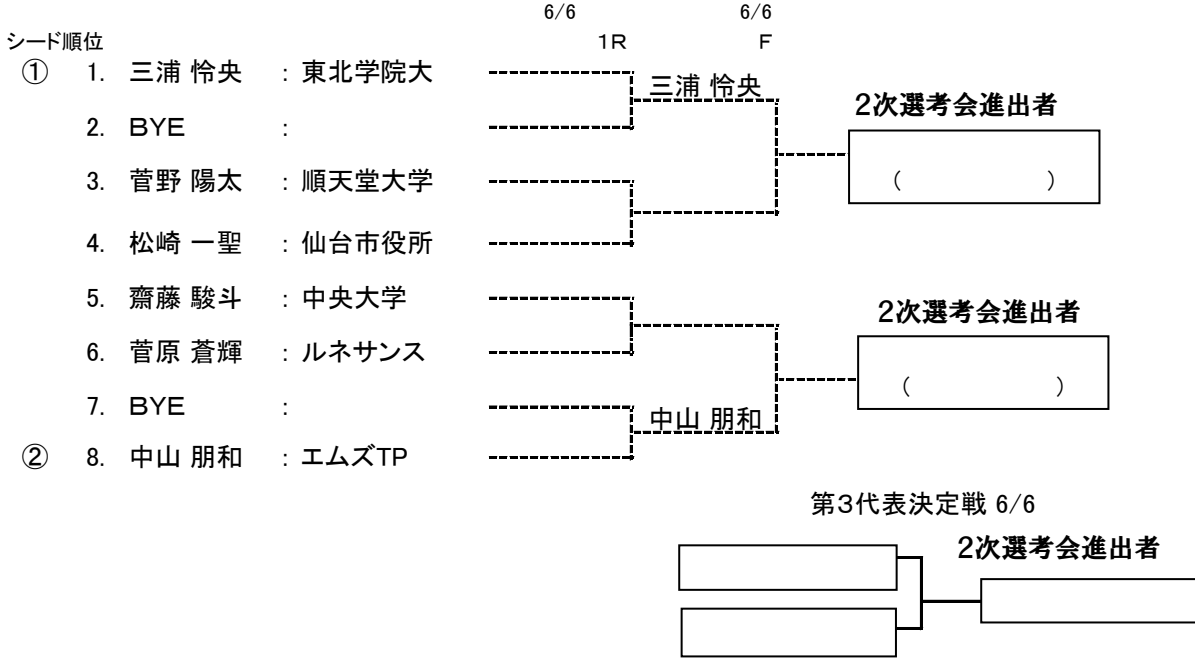 6/6 6/6
シード順位 1R F
① 1. 三浦 怜央 : 東北学院大
三浦 怜央
2次選考会進出者
2. BYE :
3. 菅野 陽太 : 順天堂大学
( )
4. 松崎 一聖 : 仙台市役所
5. 齋藤 駿斗 : 中央大学
2次選考会進出者
6. 菅原 蒼輝 : ルネサンス
( )
7. BYE :
中山 朋和
② 8. 中山 朋和 : エムズTP
第3代表決定戦 6/6
2次選考会進出者